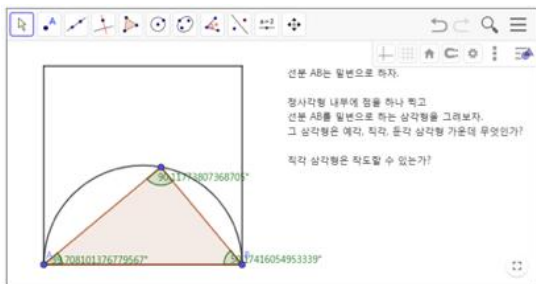 a=2
선분 AB는 밑변으로 하자.
정사각형 내부에 점을 하나 찍고
선분 AB를 밑변으로 하는 삼각형을 그려보자.
그 삼각형은 예각, 직각, 둔각 삼각형 가운데 무엇인가?
직각 삼각형은 작도할 수 있는가?
90.11773807368705°